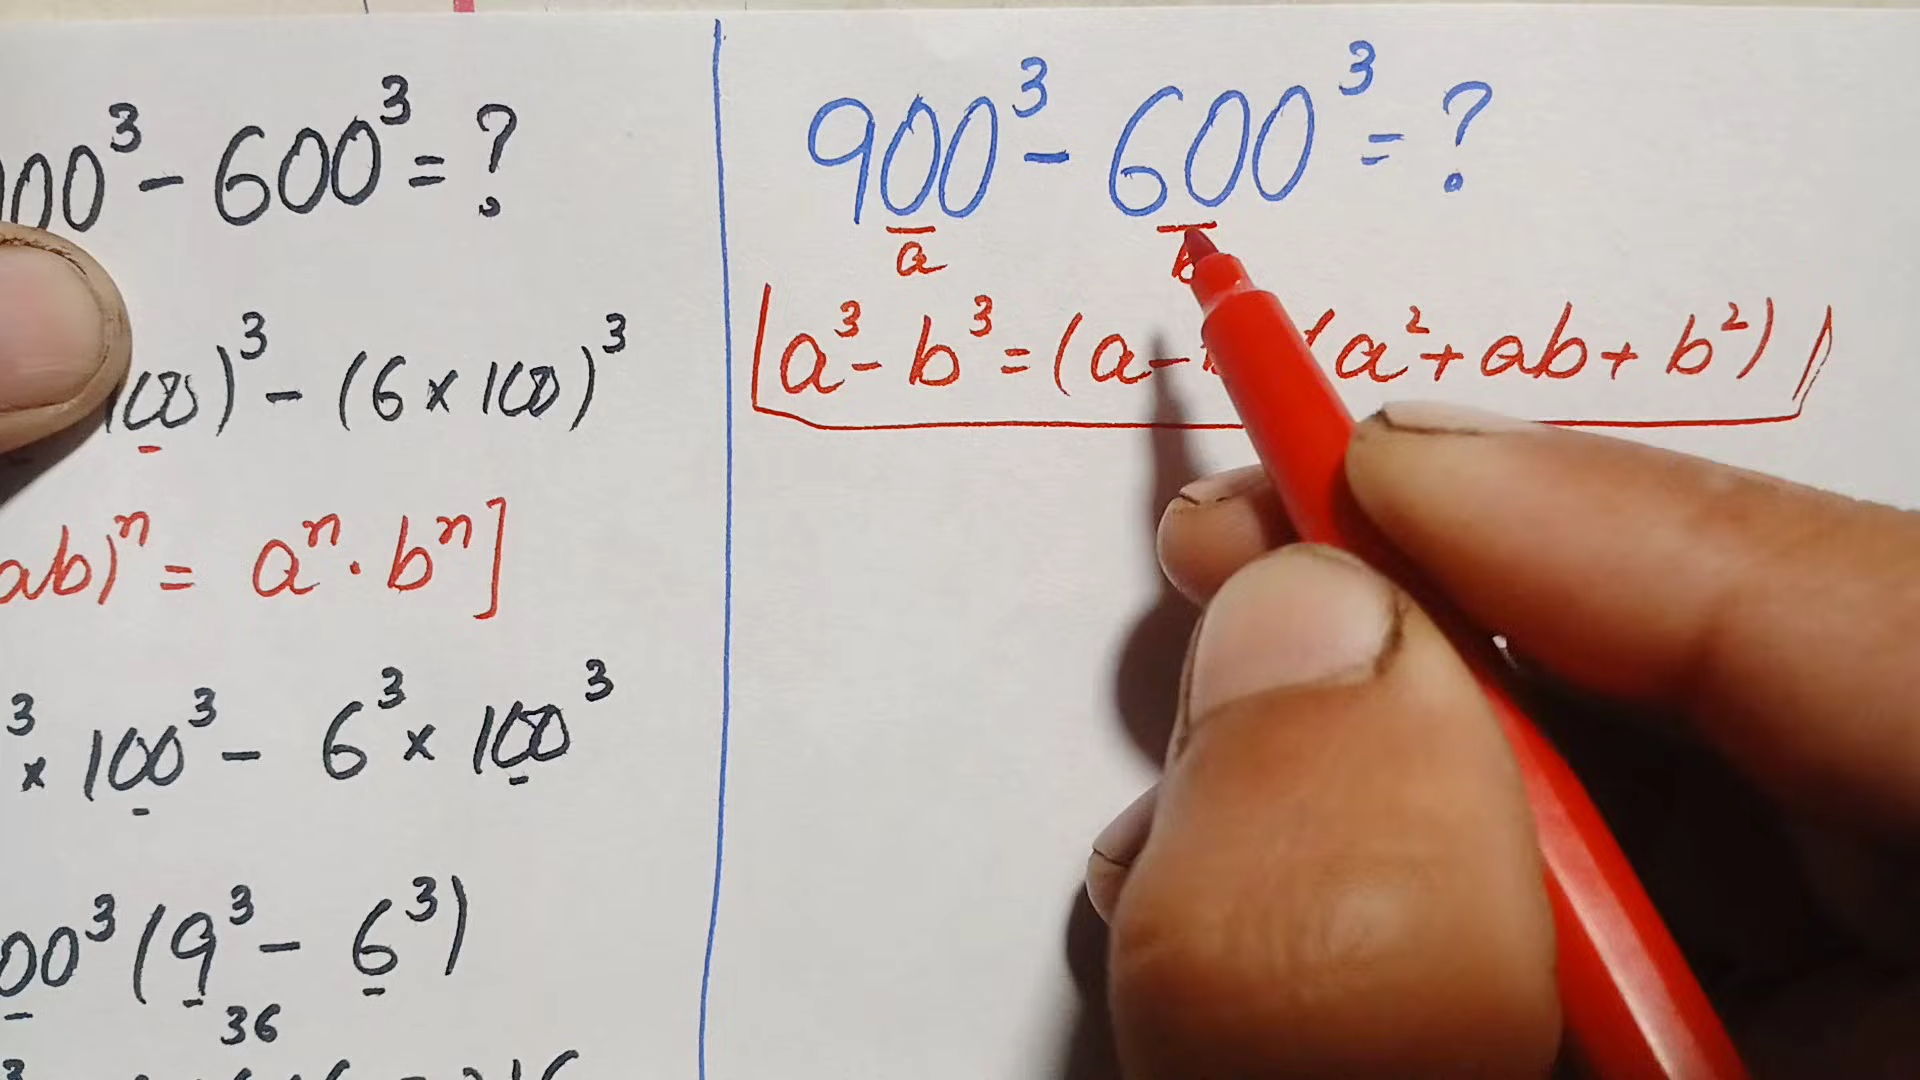 00³ - 600³ = ?
100)³ - (6 × 100)³
ab)ⁿ = aⁿ · bⁿ]
³ × 100³ - 6³ × 100³
00³ (9³ - 6³)
36
900³ - 600³ = ?
a b
a³ - b³ = (a - b)(a² + ab + b²)